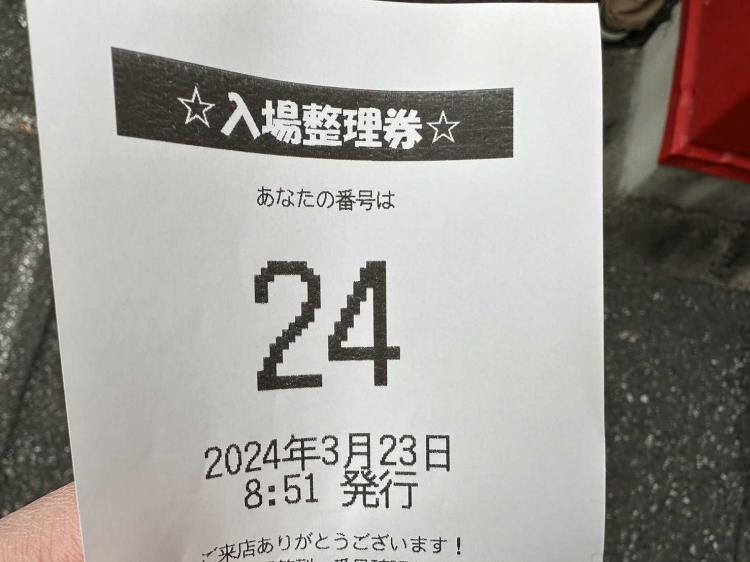 ☆入場整理券☆
あなたの番号は
24
2024年3月23日
8:51 発行
ご来店ありがとうございます！